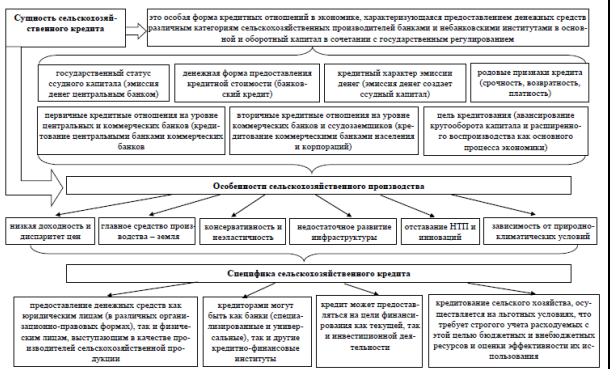 Сущность сельскохозяй-
ственного кредита
это особая форма кредитных отношений в экономике, характеризующаяся предоставлением денежных средств
различным категориям сельскохозяйственных производителей банками и небанковскими институтами в основ-
ной и оборотный капитал в сочетании с государственным регулированием
государственный статус
ссудного капитала (эмиссия
денег центральным банком)
денежная форма предоставления
кредитной стоимости (банков-
ский кредит)
кредитный характер эмиссии
денег (эмиссия денег создает
ссудный капитал)
родовые признаки кредита
(срочность, возвратность,
платность)
первичные кредитные отношения на уровне
центральных и коммерческих банков (креди-
тование центральными банками коммерческих
банков
вторичные кредитные отношения на уровне
коммерческих банков и ссудозаемщиков (кре-
дитование коммерческими банками населения
и корпораций)
цель кредитования (авансирование
кругооборота капитала и расширенно-
го воспроизводства как основного
процесса экономики)
Особенности сельскохозяйственного производства
низкая доходность и
диспаритет цен
главное средство произ-
водства – земля
консервативность и
неэластичность
недостаточное развитие
инфраструктуры
отставание НТП и
инноваций
зависимость от природно-
климатических условий
Специфика сельскохозяйственного кредита
предоставление денежных средств как
юридическим лицам (в различных органи-
зационно-правовых формах), так и физиче-
ским лицам, выступающим в качестве про-
изводителей сельскохозяйственной про-
дукции
кредиторами могут
быть как банки (специа-
лизированные и универ-
сальные), так и другие
кредитно-финансовые
институты
кредит может предостав-
ляться на цели финанси-
рования как текущей, так
и инвестиционной дея-
тельности
кредитование сельского хозяйства, осу-
ществляется на льготных условиях, что
требует строгого учета расходуемых с
этой целью бюджетных и внебюджетных
ресурсов и оценки эффективности их ис-
пользования